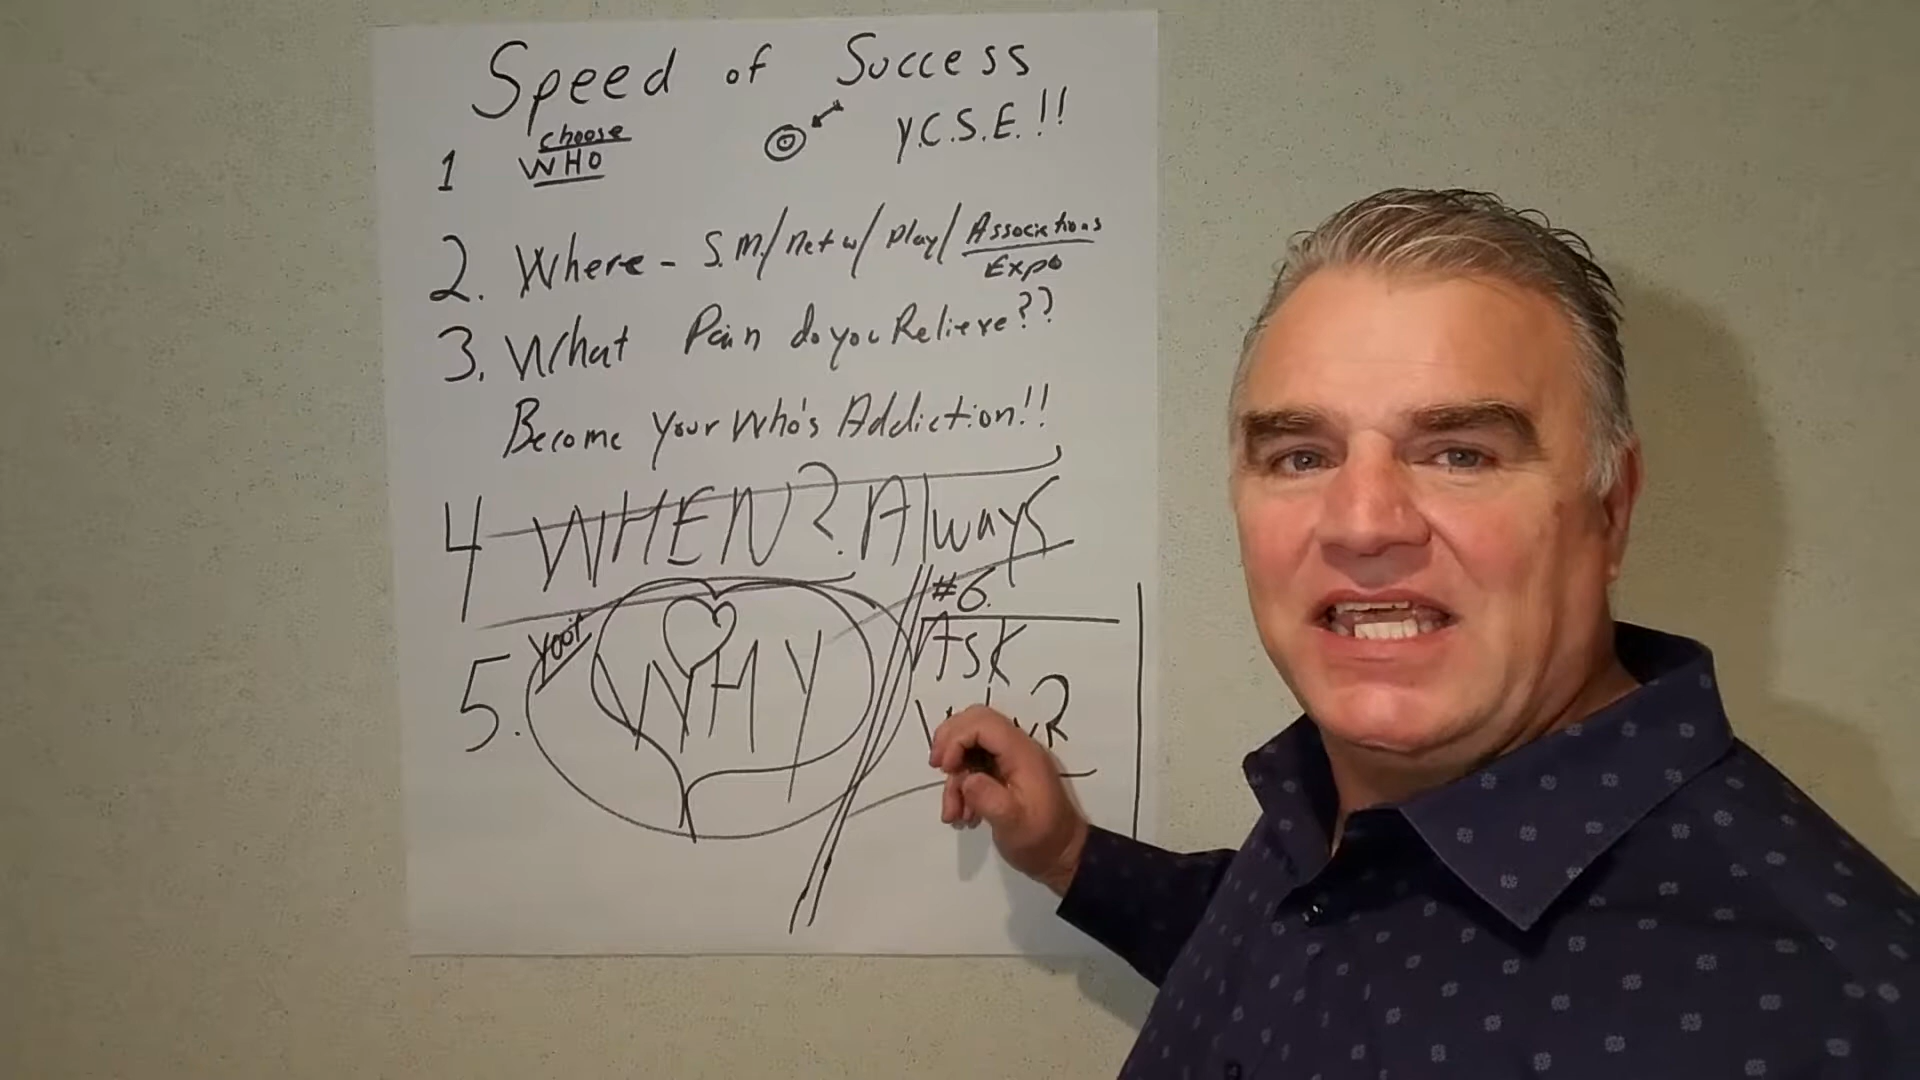 Speed of Success
1 choose WHO
Y.C.S.E.!!
2. Where - S.M./Netw/Play/Associations
Expo
3. What Pain do you Relieve??
Become Your Who's Addiction!!
4 WHEN? Always
5. WHY
#6.
Ask